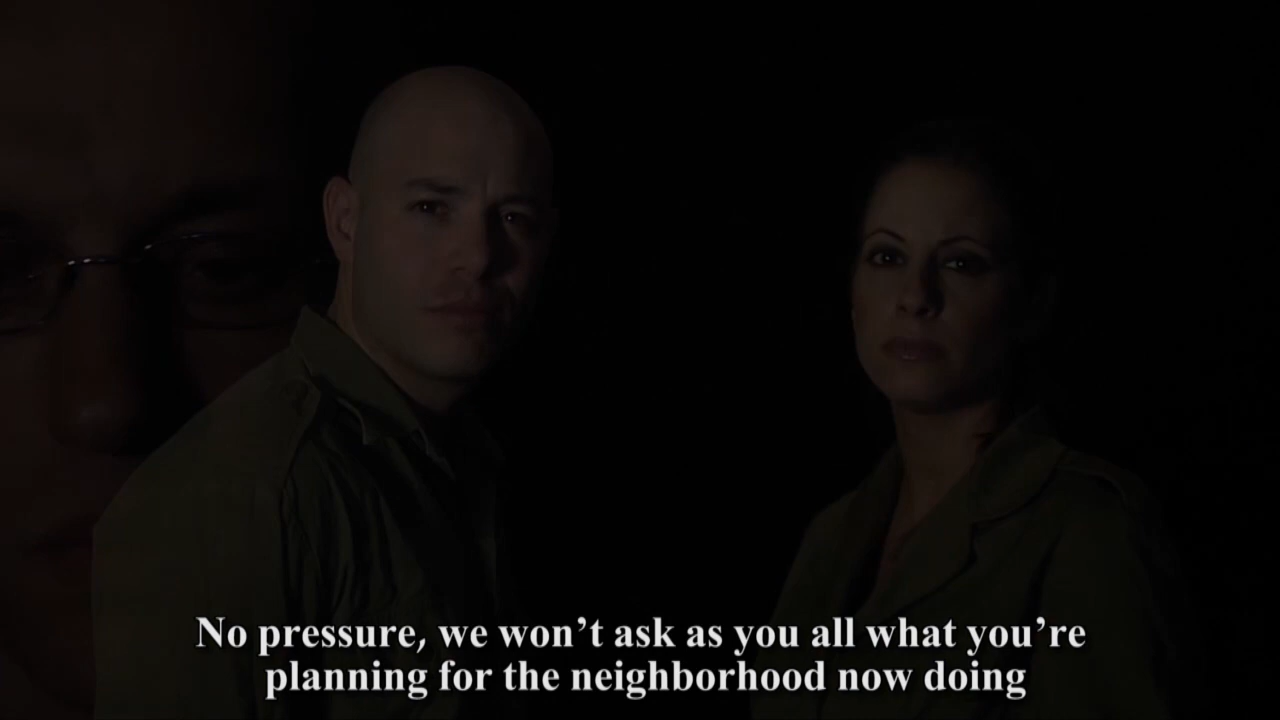 No pressure, we won’t ask as you all what you’re
planning for the neighborhood now doing